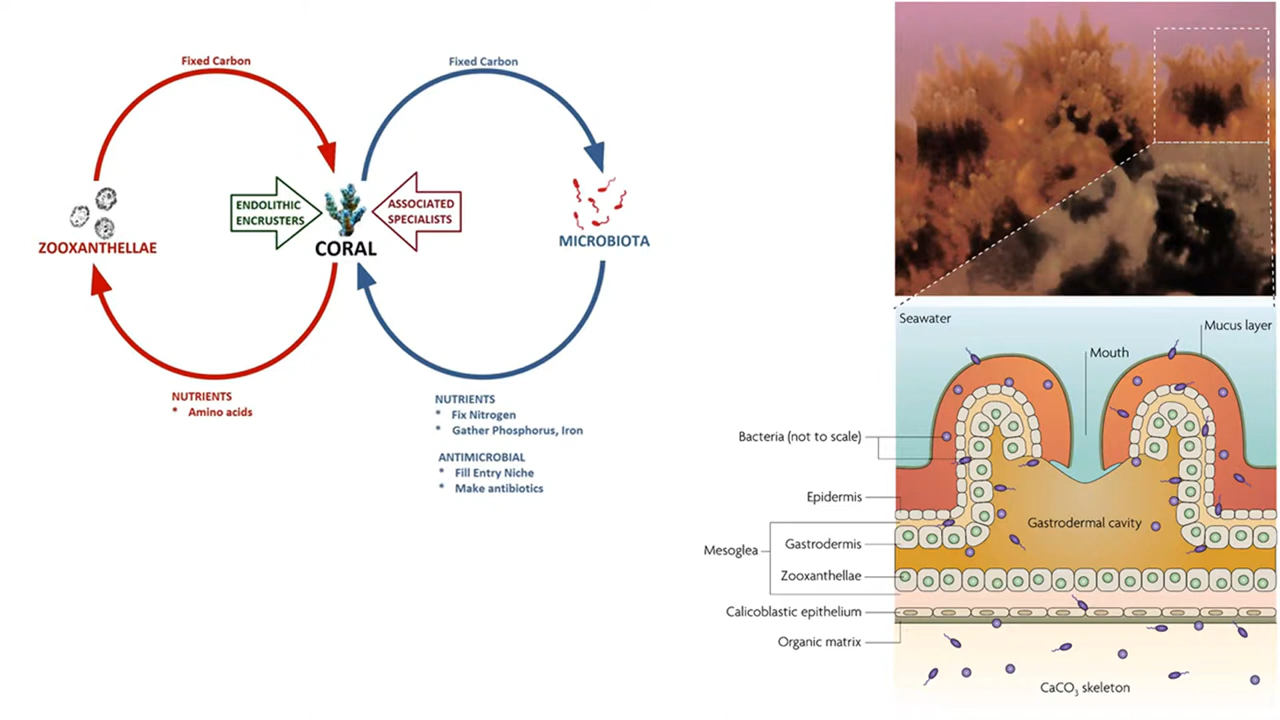 Fixed Carbon
Fixed Carbon
ENDOLITHIC
ENCRUSTERS
ASSOCIATED
SPECIALISTS
ZOOXANTHELLAE
CORAL
MICROBIOTA
NUTRIENTS
* Amino acids
NUTRIENTS
* Fix Nitrogen
* Gather Phosphorus, Iron
ANTIMICROBIAL
* Fill Entry Niche
* Make antibiotics
Seawater
Mucus layer
Mouth
Bacteria (not to scale)
Epidermis
Gastrodermal cavity
Mesoglea
Gastrodermis
Zooxanthellae
Calicoblastic epithelium
Organic matrix
CaCO₃ skeleton